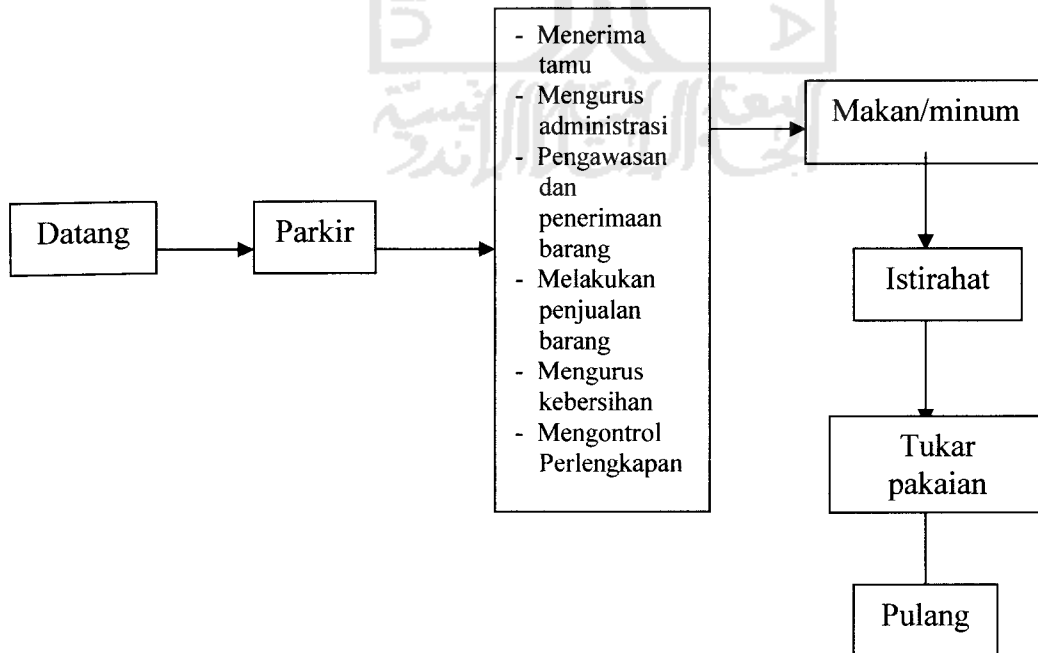 Datang
Parkir
- Menerima
tamu
- Mengurus
administrasi
- Pengawasan
dan
penerimaan
barang
- Melakukan
penjualan
barang
- Mengurus
kebersihan
- Mengontrol
Perlengkapan
Makan/minum
Istirahat
Tukar
pakaian
Pulang